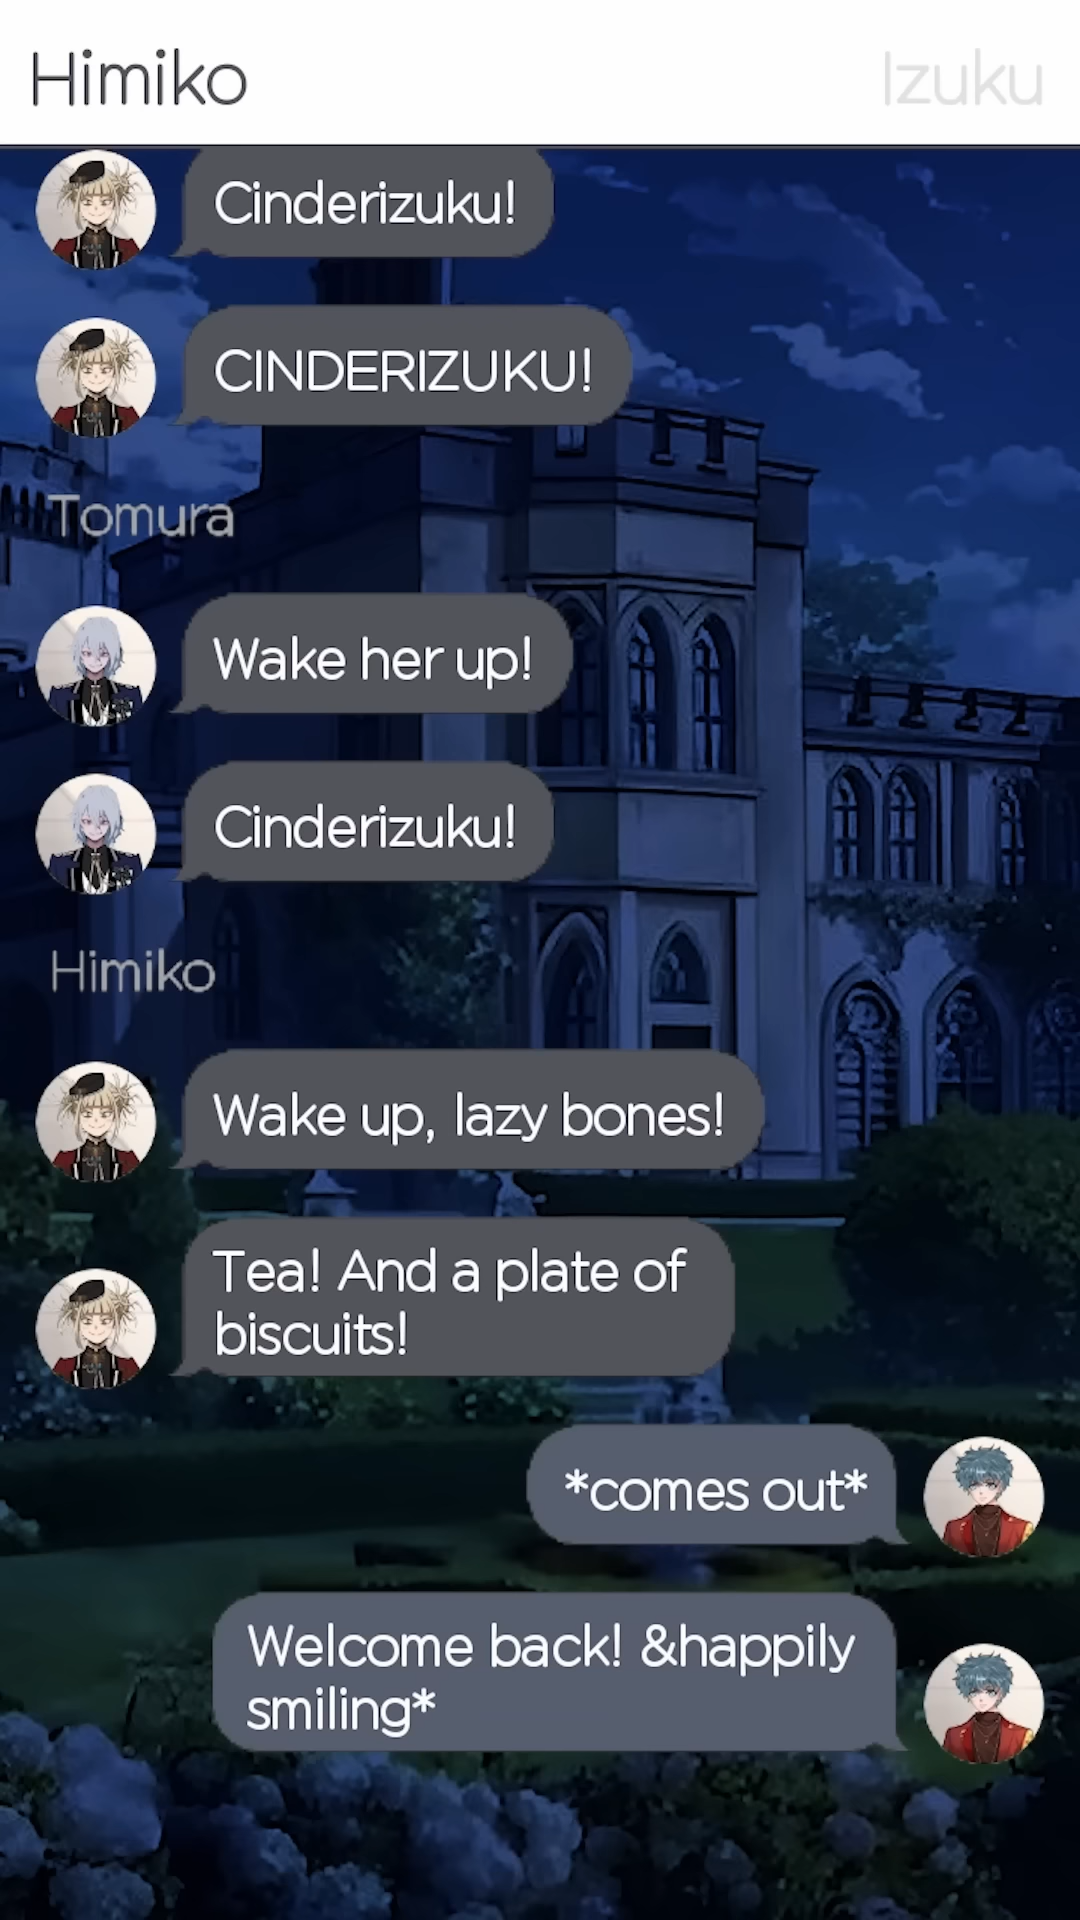 Himiko
Izuku
Cinderizuku!
CINDERIZUKU!
Tomura
Wake her up!
Cinderizuku!
Himiko
Wake up, lazy bones!
Tea! And a plate of
biscuits!
*comes out*
Welcome back! &happily
smiling*